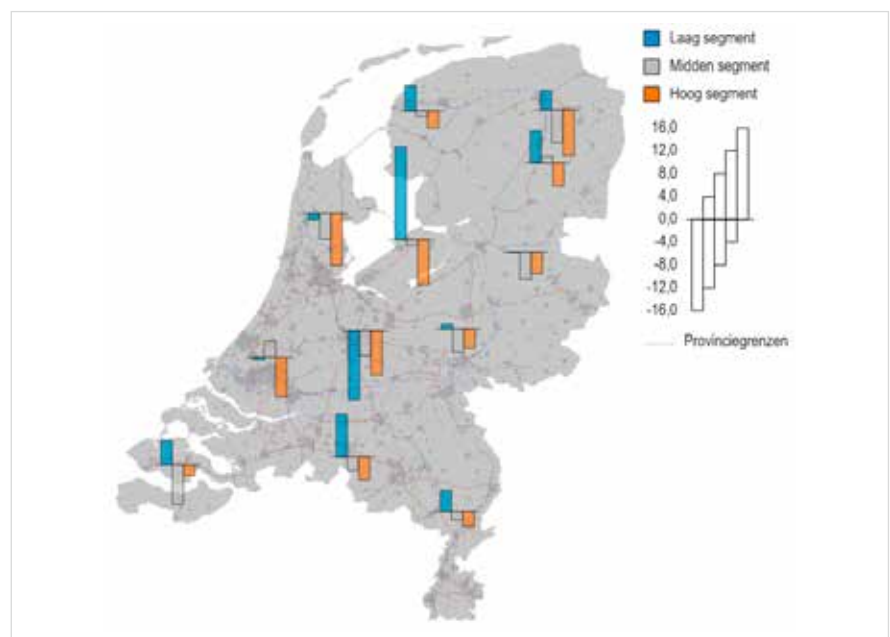 Laag segment
Midden segment
Hoog segment
16,0
12,0
8,0
4,0
0,0
-4,0
-8,0
-12,0
-16,0
Provinciegrenzen